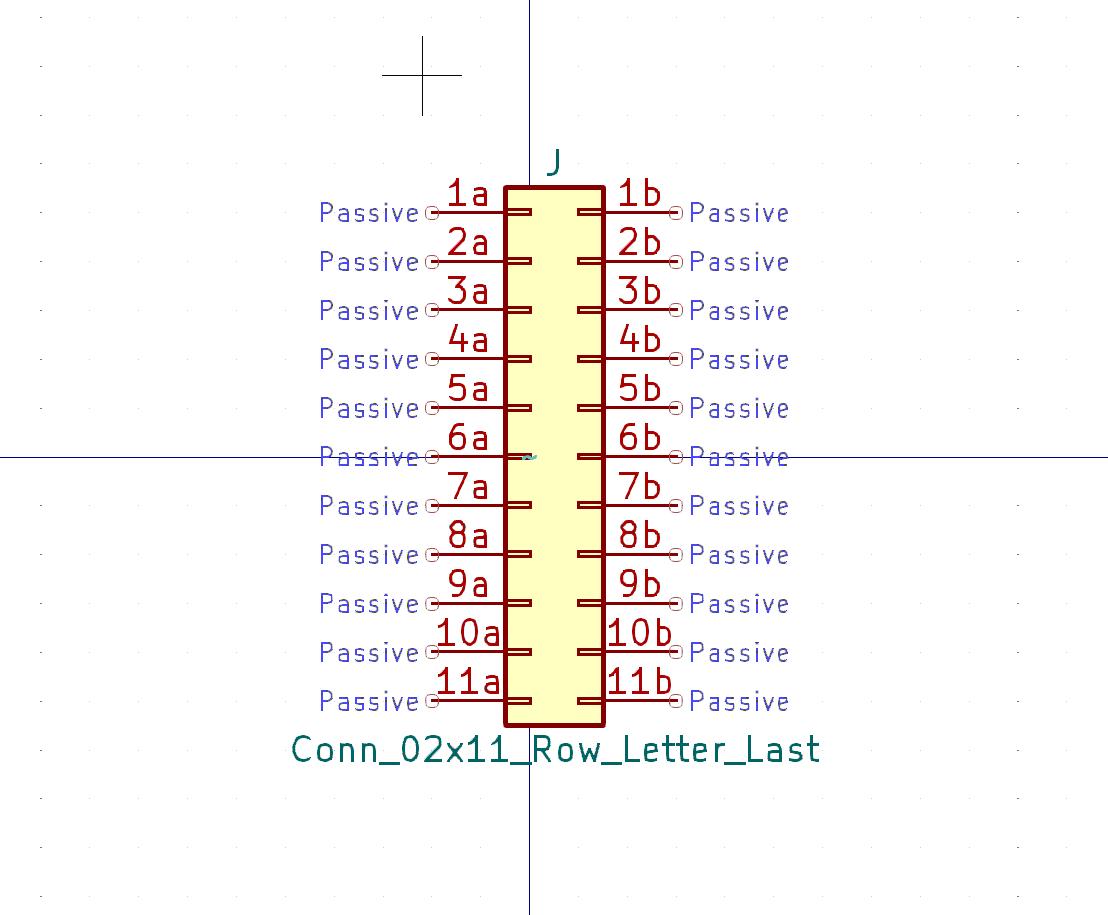 J
Passive 1a 1b Passive
Passive 2a 2b Passive
Passive 3a 3b Passive
Passive 4a 4b Passive
Passive 5a 5b Passive
Passive 6a 6b Passive
Passive 7a 7b Passive
Passive 8a 8b Passive
Passive 9a 9b Passive
Passive 10a 10b Passive
Passive 11a 11b Passive
Conn_02x11_Row_Letter_Last